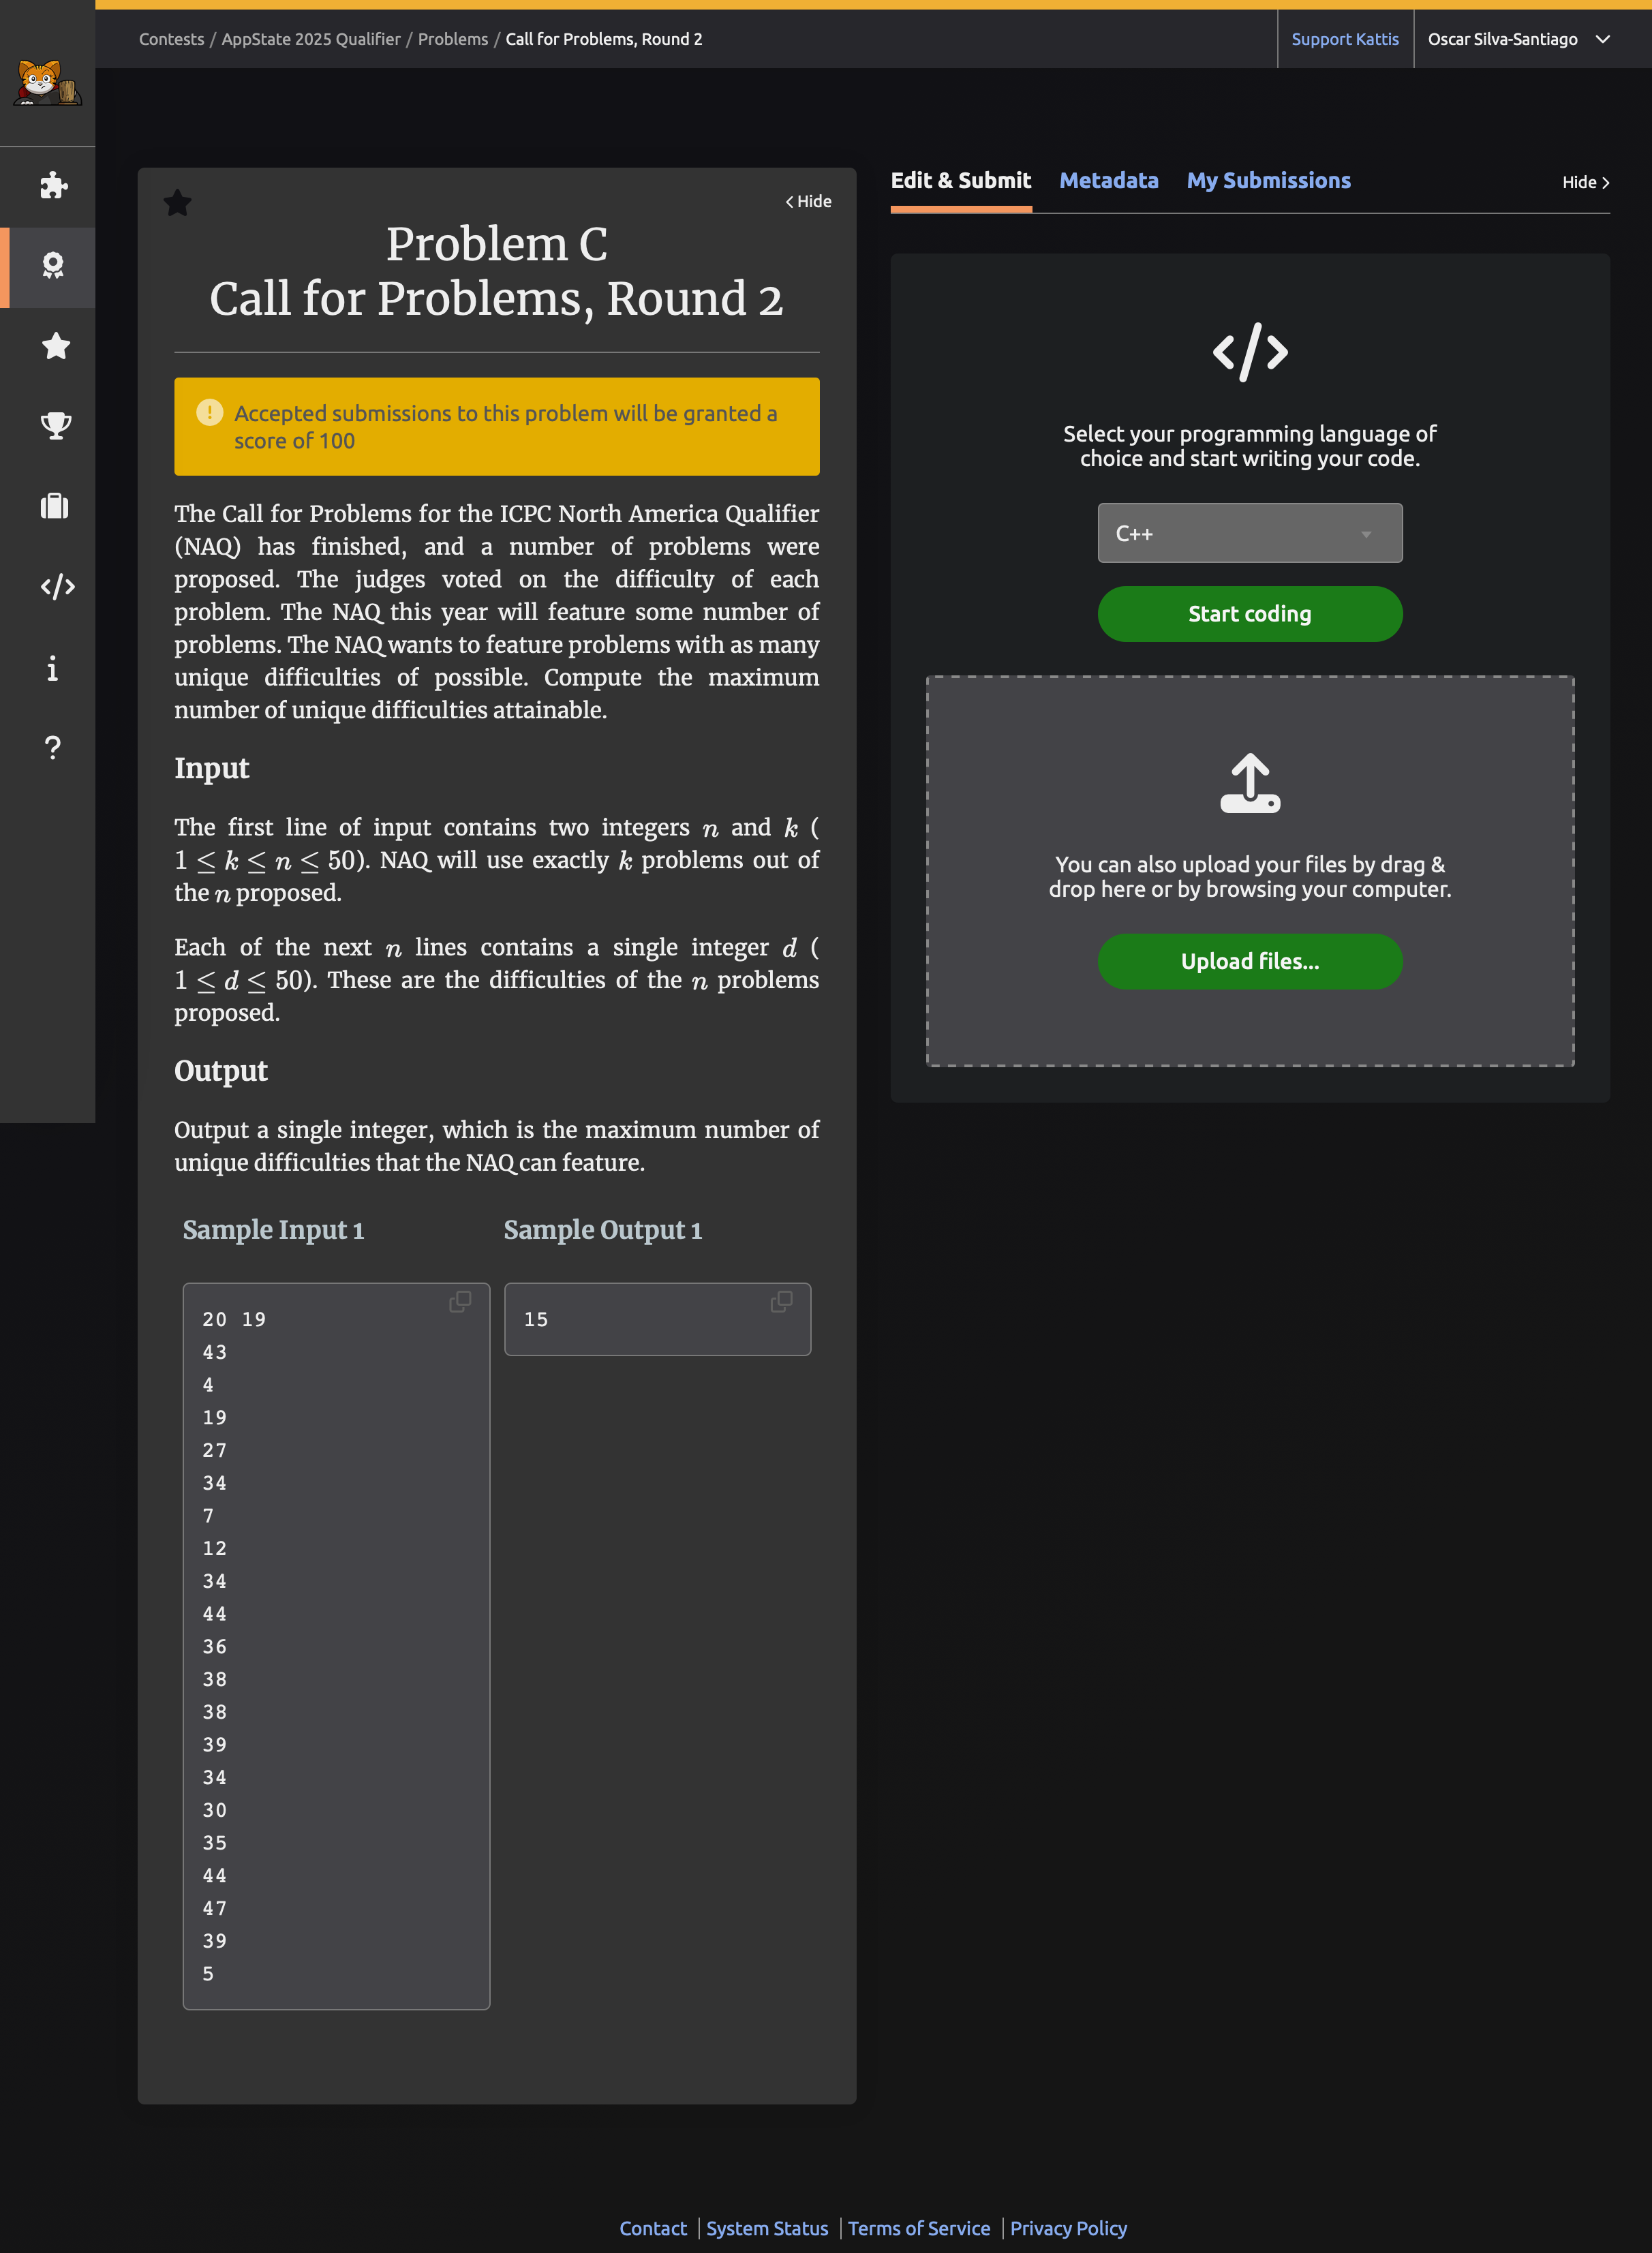 Contests / AppState 2025 Qualifier / Problems / Call for Problems, Round 2
Support Kattis
Oscar Silva-Santiago
Hide
Problem C
Call for Problems, Round 2
Accepted submissions to this problem will be granted a
score of 100
The Call for Problems for the ICPC North America Qualifier
(NAQ) has finished, and a number of problems were
proposed. The judges voted on the difficulty of each
problem. The NAQ this year will feature some number of
problems. The NAQ wants to feature problems with as many
unique difficulties of possible. Compute the maximum
number of unique difficulties attainable.
Input
The first line of input contains two integers n and k (
1 ≤ k ≤ n ≤ 50). NAQ will use exactly k problems out of
the n proposed.
Each of the next n lines contains a single integer d (
1 ≤ d ≤ 50). These are the difficulties of the n problems
proposed.
Output
Output a single integer, which is the maximum number of
unique difficulties that the NAQ can feature.
Sample Input 1
20 19
43
4
19
27
34
7
12
34
44
36
38
38
39
34
30
35
44
47
39
5
Sample Output 1
15
Edit & Submit
Metadata
My Submissions
Hide
</>
Select your programming language of
choice and start writing your code.
C++
Start coding
You can also upload your files by drag &
drop here or by browsing your computer.
Upload files...
Contact | System Status | Terms of Service | Privacy Policy